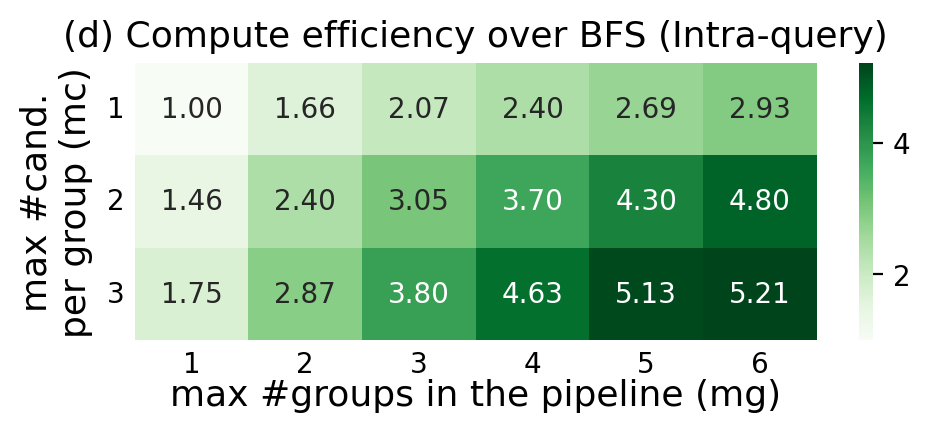 (d) Compute efficiency over BFS (Intra-query)
max #cand.
per group (mc)
1 1.00 1.66 2.07 2.40 2.69 2.93
2 1.46 2.40 3.05 3.70 4.30 4.80
3 1.75 2.87 3.80 4.63 5.13 5.21
1 2 3 4 5 6
max #groups in the pipeline (mg)
4
2